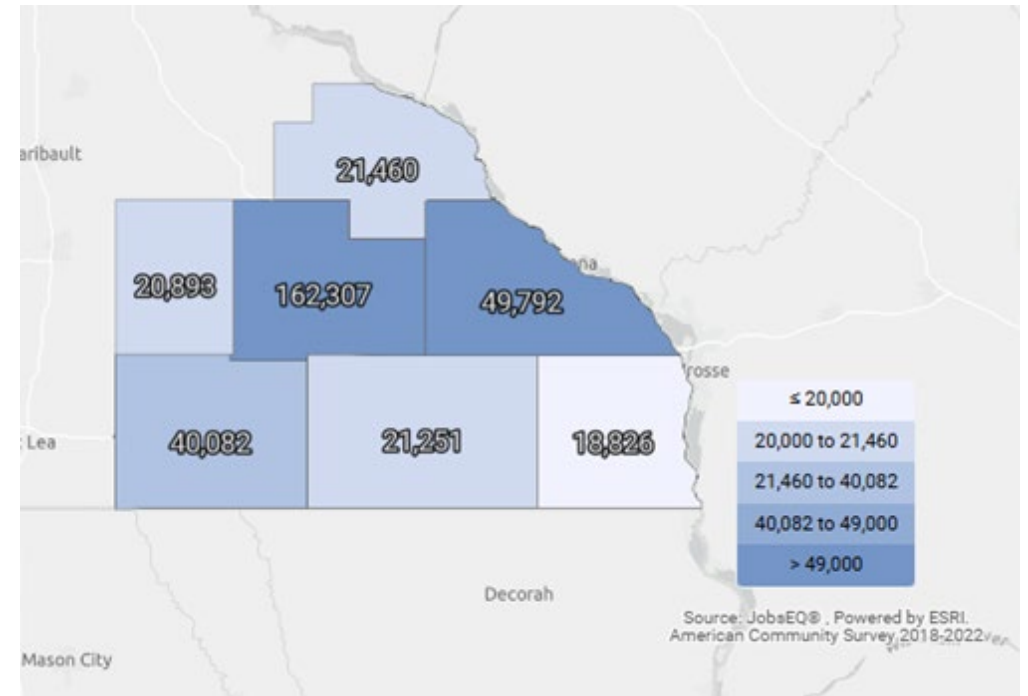 aribault
21,460
20,893
162,307
49,792
ona
rosse
: Lea
40,082
21,251
18,826
≤ 20,000
20,000 to 21,460
21,460 to 40,082
40,082 to 49,000
> 49,000
Decorah
Source: JobsEQ® , Powered by ESRI.
American Community Survey 2018-2022
Mason City